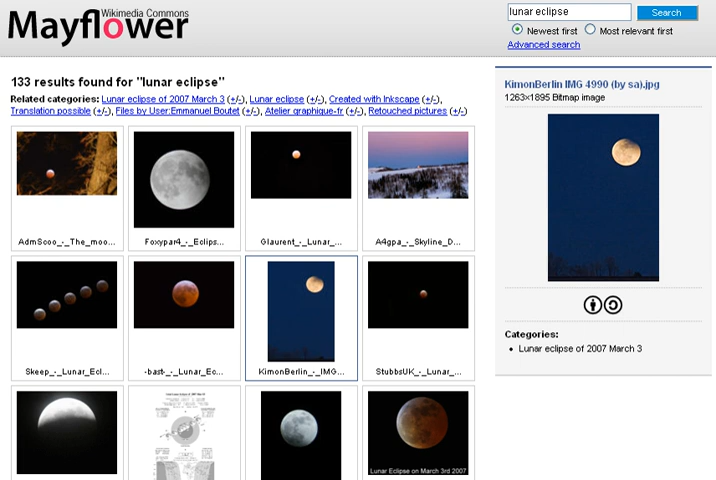 Wikimedia Commons
Mayflower
lunar eclipse
Search
Newest first
Most relevant first
Advanced search
133 results found for "lunar eclipse"
Related categories: Lunar eclipse of 2007 March 3 (+/-), Lunar eclipse (+/-), Created with Inkscape (+/-),
Translation possible (+/-), Files by User:Emmanuel Boutet (+/-), Atelier graphique-fr (+/-), Retouched pictures (+/-)
AdmScoo_-_The_moo...
Foxypar4_-_Eclips...
Glaurent_-_Lunar_...
A4gpa_-_Skyline_D...
Skeep_-_Lunar_Ecl...
-bast-_-_Lunar_Ec...
KimonBerlin_-_IMG...
StubbsUK_-_Lunar_...
Lunar Eclipse on March 3rd 2007
KimonBerlin IMG 4990 (by sa).jpg
1263×1895 Bitmap image
Categories:
• Lunar eclipse of 2007 March 3